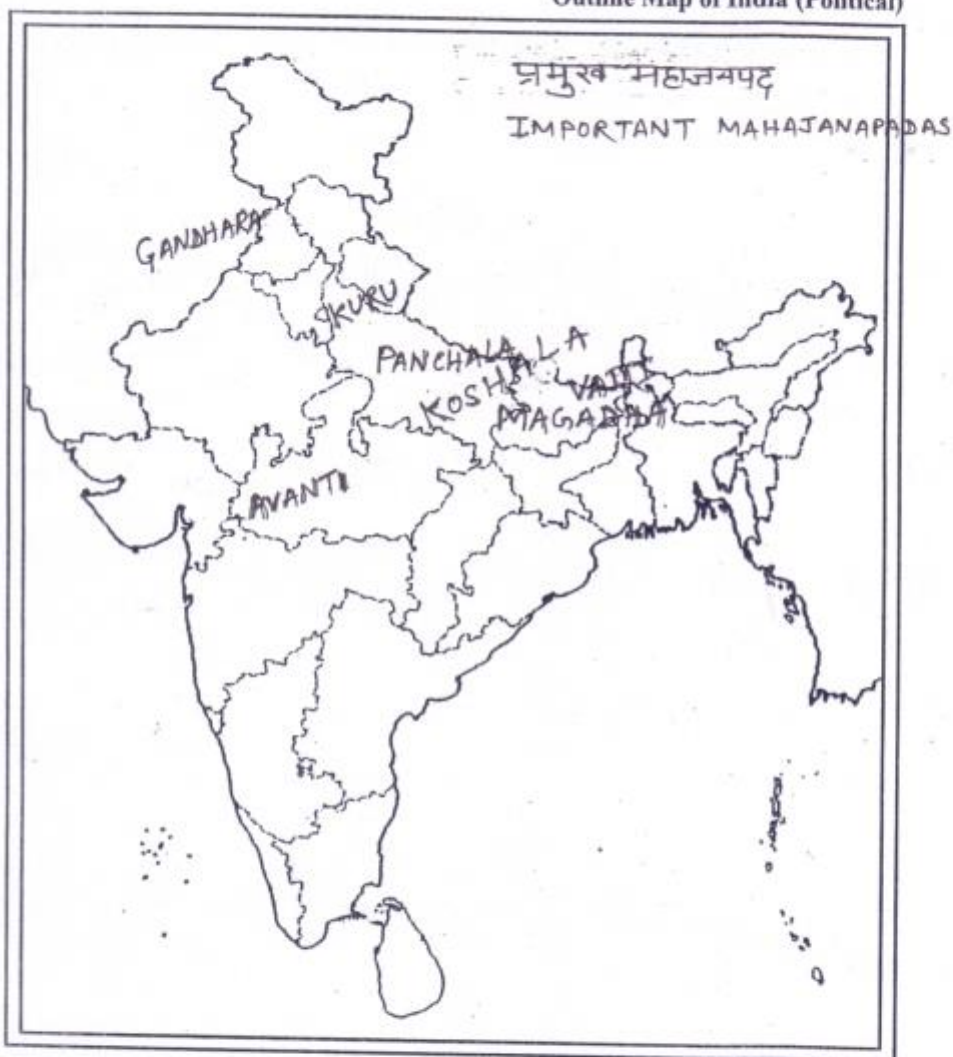 Outline Map of India (Political)
प्रमुख महाजनपद
IMPORTANT MAHAJANAPADAS
GANDHARA
KURU
PANCHALA
KOSHALA
VAJJI
MAGADHA
AVANTI